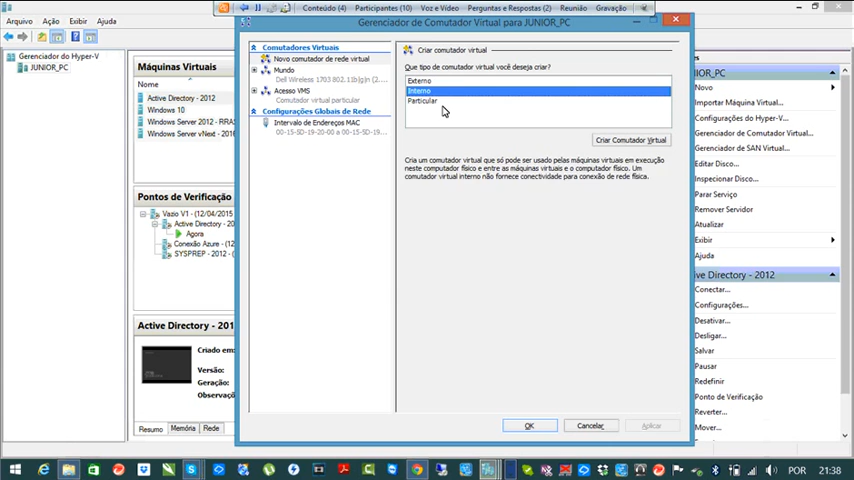 Conteúdo (4) Participantes (10) Voz e Vídeo Perguntas e Respostas (2) Reunião Gravação
Gerenciador de Comutador Virtual para JUNIOR_PC
Arquivo Ação Exibir Ajuda
Gerenciador do Hyper-V
JUNIOR_PC
Máquinas Virtuais
Nome
Active Directory - 2012
Windows 10
Windows Server 2012 - RRAS
Windows Server vNext - 2016
Pontos de Verificação
Vazio V1 - (12/04/2015
Active Directory - 20
Agora
Conexão Azure - (2
SYSPREP - 2012 - (
Active Directory - 201
Criado em:
Versão:
Geração:
Observaçõ
Resumo Memória Rede
Comutadores Virtuais
Novo comutador de rede virtual
Mundo
Dell Wireless 1703 802.11b|g|n (2....
Acesso VMS
Comutador virtual particular
Configurações Globais de Rede
Intervalo de Endereços MAC
00-15-5D-19-20-00 a 00-15-5D-19...
Criar comutador virtual
Que tipo de comutador virtual você deseja criar?
Externo
Interno
Particular
Criar Comutador Virtual
Cria um comutador virtual que só pode ser usado pelas máquinas virtuais em execução
neste computador físico e entre as máquinas virtuais e o computador físico. Um
comutador virtual interno não fornece conectividade para conexão de rede física.
OK Cancelar Aplicar
es
IOR_PC
Novo
Importar Máquina Virtual...
Configurações do Hyper-V...
Gerenciador de Comutador Virtual...
Gerenciador de SAN Virtual...
Editar Disco...
Inspecionar Disco...
Parar Serviço
Remover Servidor
Atualizar
Exibir
Ajuda
ive Directory - 2012
Conectar...
Configurações...
Desativar...
Desligar...
Salvar
Pausar
Redefinir
Ponto de Verificação
Reverter...
Mover...
POR 21:38